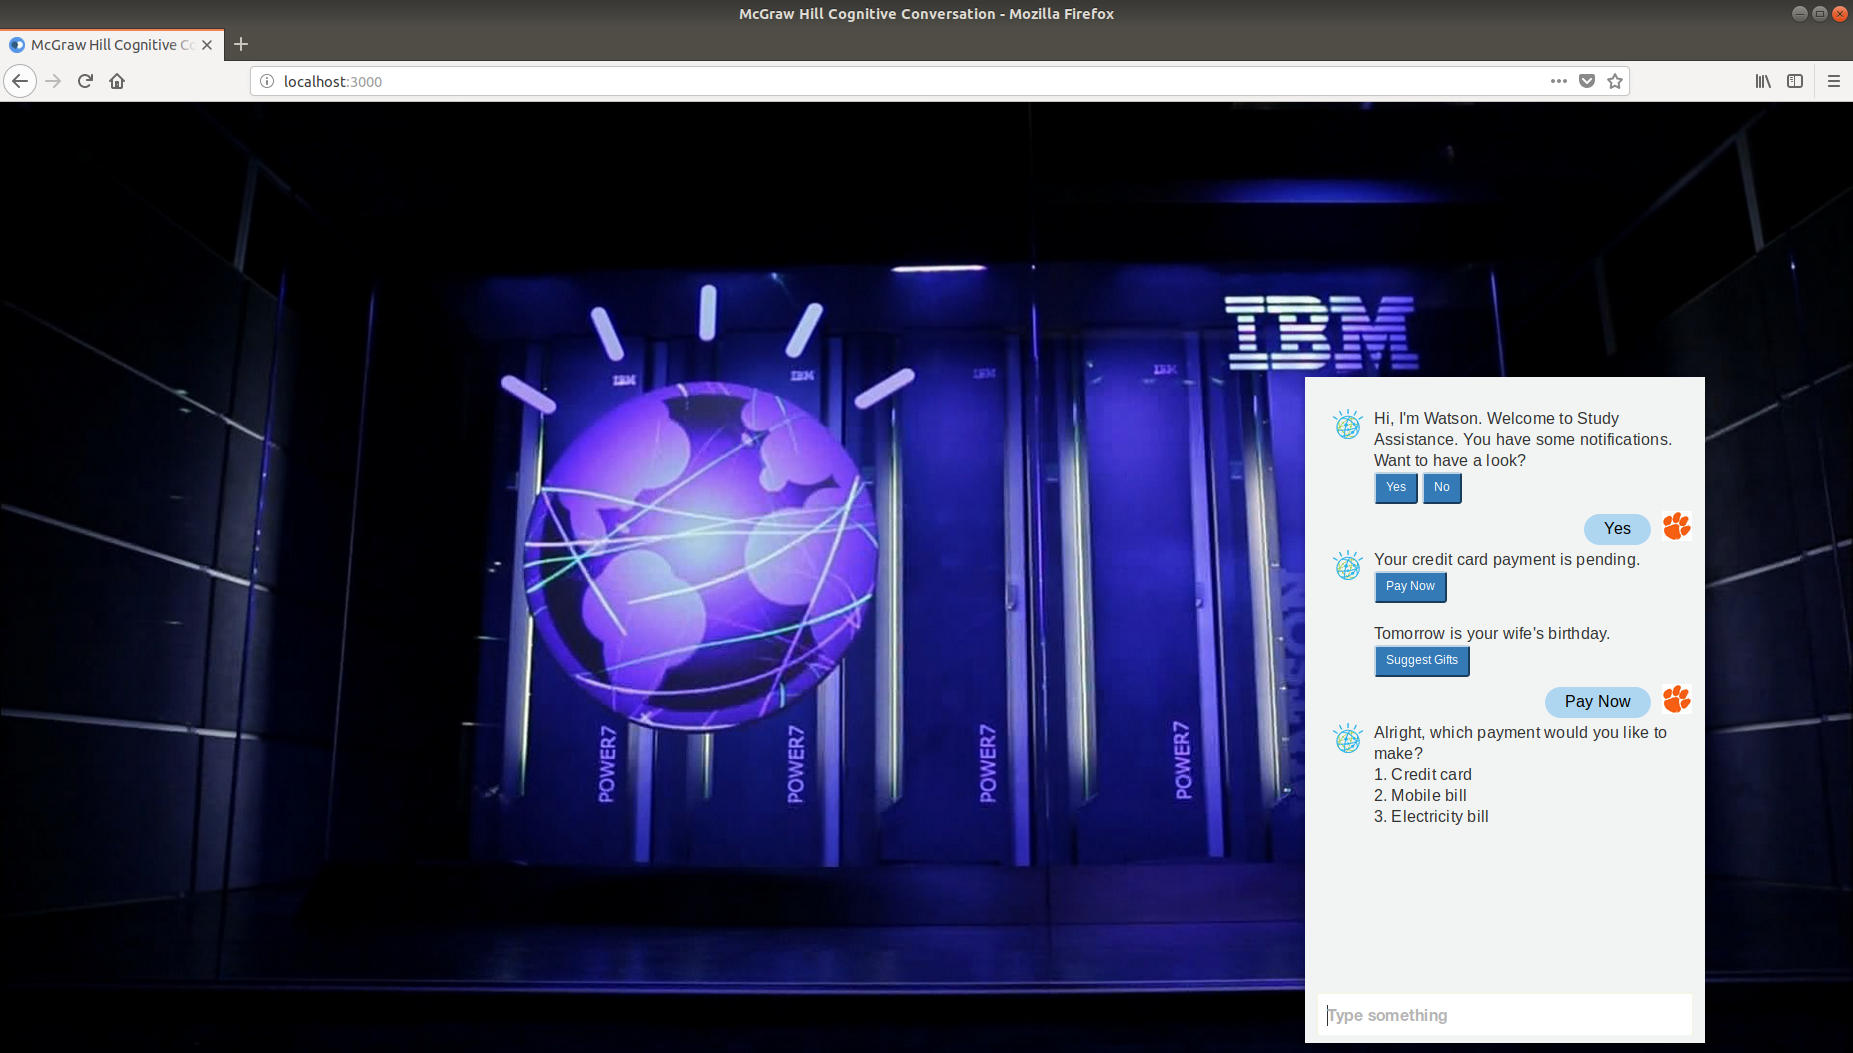 McGraw Hill Cognitive Conversation - Mozilla Firefox
McGraw Hill Cognitive Co
localhost:3000
IBM
IBM
IBM
IBM
IBM
Hi, I'm Watson. Welcome to Study
Assistance. You have some notifications.
Want to have a look?
Yes No
Yes
Your credit card payment is pending.
Pay Now
Tomorrow is your wife's birthday.
Suggest Gifts
Pay Now
Alright, which payment would you like to
make?
1. Credit card
2. Mobile bill
3. Electricity bill
POWER7
POWER7
POWER7
POWER7
Type something